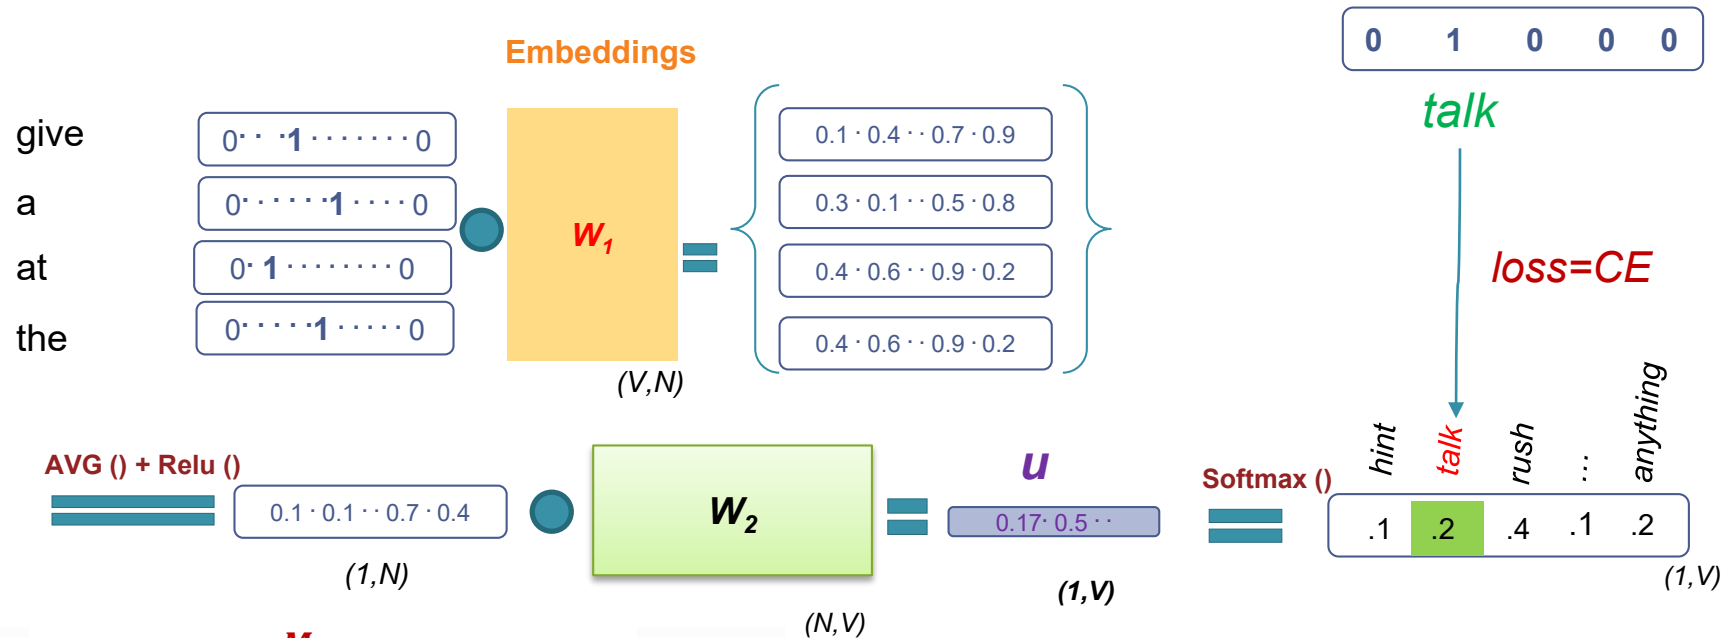 Embeddings
0 1 0 0 0
talk
give 0· · ·1 · · · · · · · 0
a 0· · · · · ·1 · · · · 0
at 0· 1 · · · · · · · · 0
the 0· · · · ·1 · · · · · 0
W1
(V,N)
0.1 · 0.4 · · 0.7 · 0.9
0.3 · 0.1 · · 0.5 · 0.8
0.4 · 0.6 · · 0.9 · 0.2
0.4 · 0.6 · · 0.9 · 0.2
loss=CE
AVG () + Relu ()
0.1 · 0.1 · · 0.7 · 0.4
(1,N)
W2
(N,V)
u
0.17· 0.5 · ·
(1,V)
Softmax ()
hint talk rush ... anything
.1 .2 .4 .1 .2
(1,V)